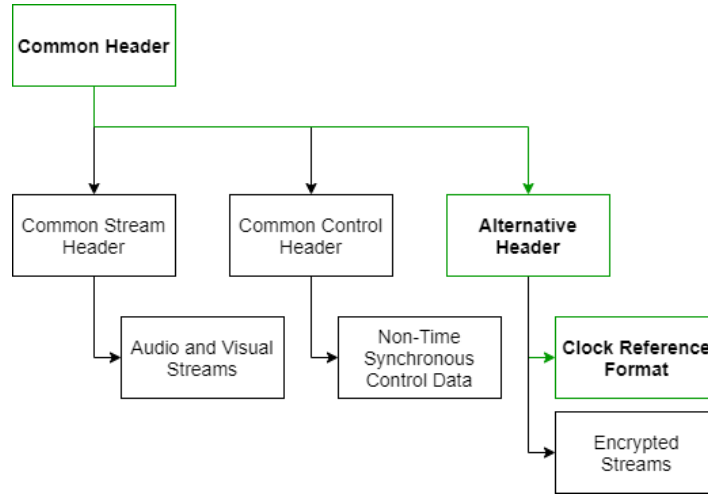 Common Header
Common Stream
Header
Common Control
Header
Alternative
Header
Audio and Visual
Streams
Non-Time
Synchronous
Control Data
Clock Reference
Format
Encrypted
Streams